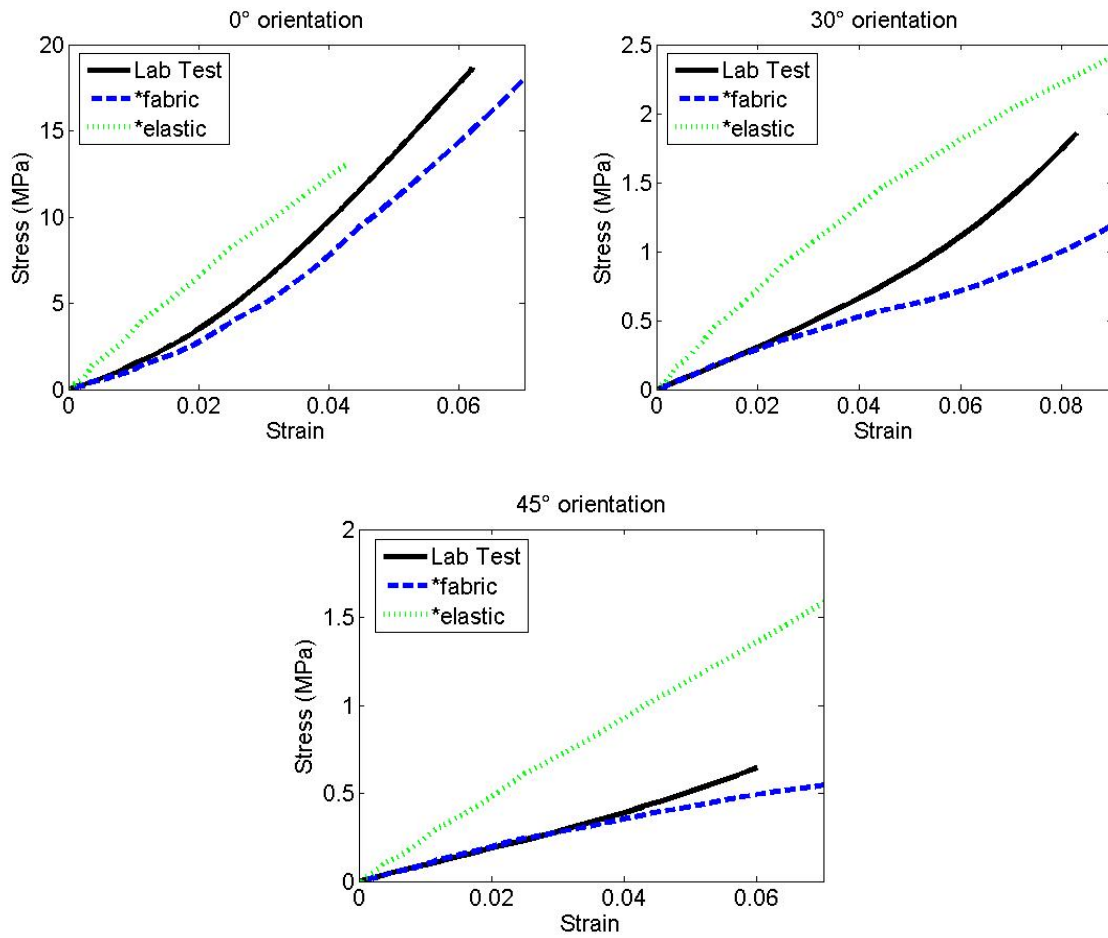 0° orientation
20
15
10
5
0
Stress (MPa)
Lab Test
*fabric
*elastic
0 0.02 0.04 0.06
Strain
30° orientation
2.5
2
1.5
1
0.5
0
Stress (MPa)
Lab Test
*fabric
*elastic
0 0.02 0.04 0.06 0.08
Strain
45° orientation
2
1.5
1
0.5
0
Stress (MPa)
Lab Test
*fabric
*elastic
0 0.02 0.04 0.06
Strain